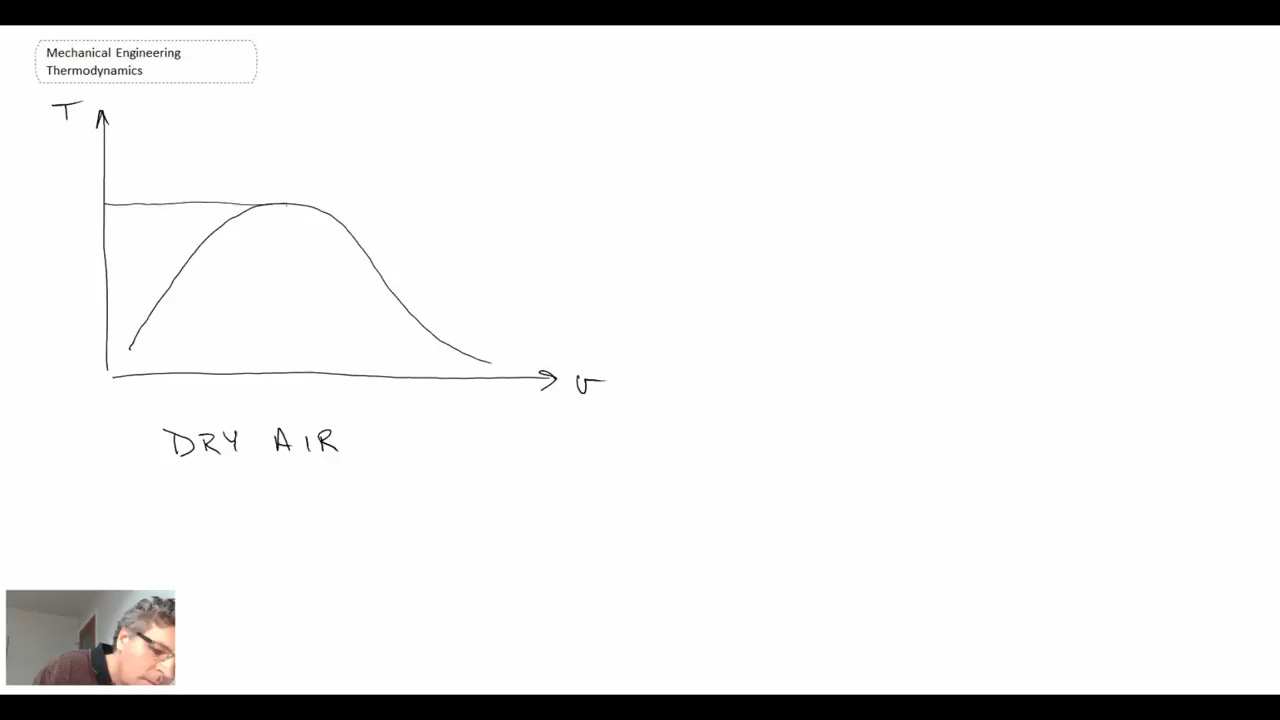 Mechanical Engineering
Thermodynamics
T
v
DRY AIR